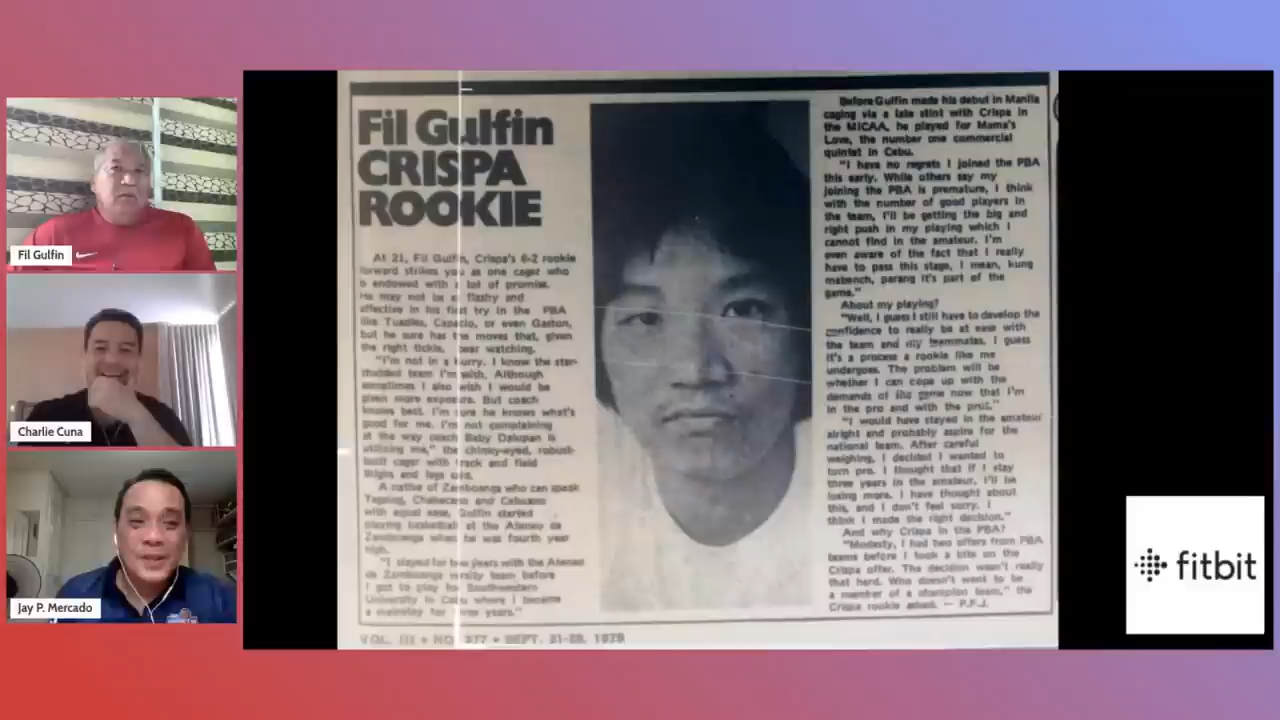 Fil Gulfin
Charlie Cuna
Jay P. Mercado
Fil Gulfin
CRISPA
ROOKIE
At 21, Fil Gulfin, Crispa's 6-2 rookie
forward strikes you as one cager who
is endowed with a lot of promise.
He may not be as flashy and
effective in his first try in the PBA
like Tuadles, Capacio, or even Gaston,
but he sure has the moves that, given
the right tickle, bear watching.
"I'm not in a hurry. I know the star-
studded team I'm with. Although
sometimes I also wish I would be
given more exposure. But coach
knows best. I'm sure he knows what's
good for me. I'm not complaining
at the way coach Baby Dalupan is
utilizing me," the chinky-eyed, robust-
built cager with track and field
thighs and legs said.
A native of Zamboanga who can speak
Tagalog, Chabacano and Cebuano
with equal ease, Gulfin started
playing basketball at the Ateneo de
Zamboanga when he was fourth year
high.
"I stayed for two years with the Ateneo
de Zamboanga varsity team before
I got to play for Southwestern
University in Cebu where I became
a mainstay for years."
Before Gulfin made his debut in Manila
caging via a late stint with Crispa in
the MICAA, he played for Mama's
Love, the number one commercial
quintet in Cebu.
"I have no regrets I joined the PBA
this early. While others say my
joining the PBA is premature, I think
with the number of good players in
the team, I'll be getting the big and
right push in my playing which I
cannot find in the amateur. I'm
even aware of the fact that I really
have to pass this stage, I mean, kung
mabench, parang it's part of the
game."
About my playing?
"Well, I guess I still have to develop the
confidence to really be at ease with
the team and my teammates. I guess
it's a process a rookie like me
undergoes. The problem will be
whether I can cope up with the
demands of the game now that I'm
in the pro and with the pros."
"I would have stayed in the amateur
alright and probably aspire for the
national team. After careful
weighing, I decided I wanted to
turn pro. I thought that if I stay
three years in the amateur, I'll be
losing more. I have thought about
this, and I don't feel sorry. I
think I made the right decision."
And why Crispa in the PBA?
"Modesty, I had two offers from PBA
teams before I took a bite on the
Crispa offer. The decision wasn't really
that hard. Who doesn't want to be
a member of a champion team," the
Crispa rookie asked. — P.F.J.
VOL. III • NO. 277 • SEPT. 21-28, 1979
fitbit